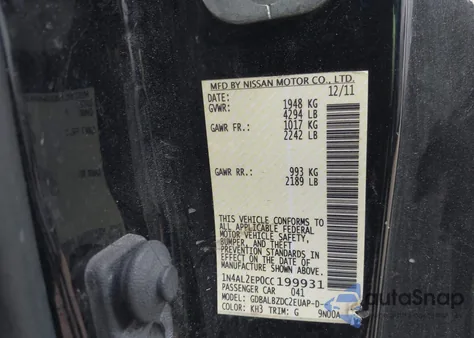 MFD BY NISSAN MOTOR CO., LTD.
DATE: 12/11
GVWR: 1948 KG
4294 LB
GAWR FR.: 1017 KG
2242 LB
GAWR RR.: 993 KG
2189 LB
THIS VEHICLE CONFORMS TO
ALL APPLICABLE FEDERAL
MOTOR VEHICLE SAFETY,
BUMPER, AND THEFT
PREVENTION STANDARDS IN
EFFECT ON THE DATE OF
MANUFACTURE SHOWN ABOVE.
1N4AL2EP0CC199931
PASSENGER CAR 041
MODEL: GDBALBZDC2EUAP-D-
COLOR: KH3 TRIM: G 9N00A
autoSnap
by CarDealersAuction